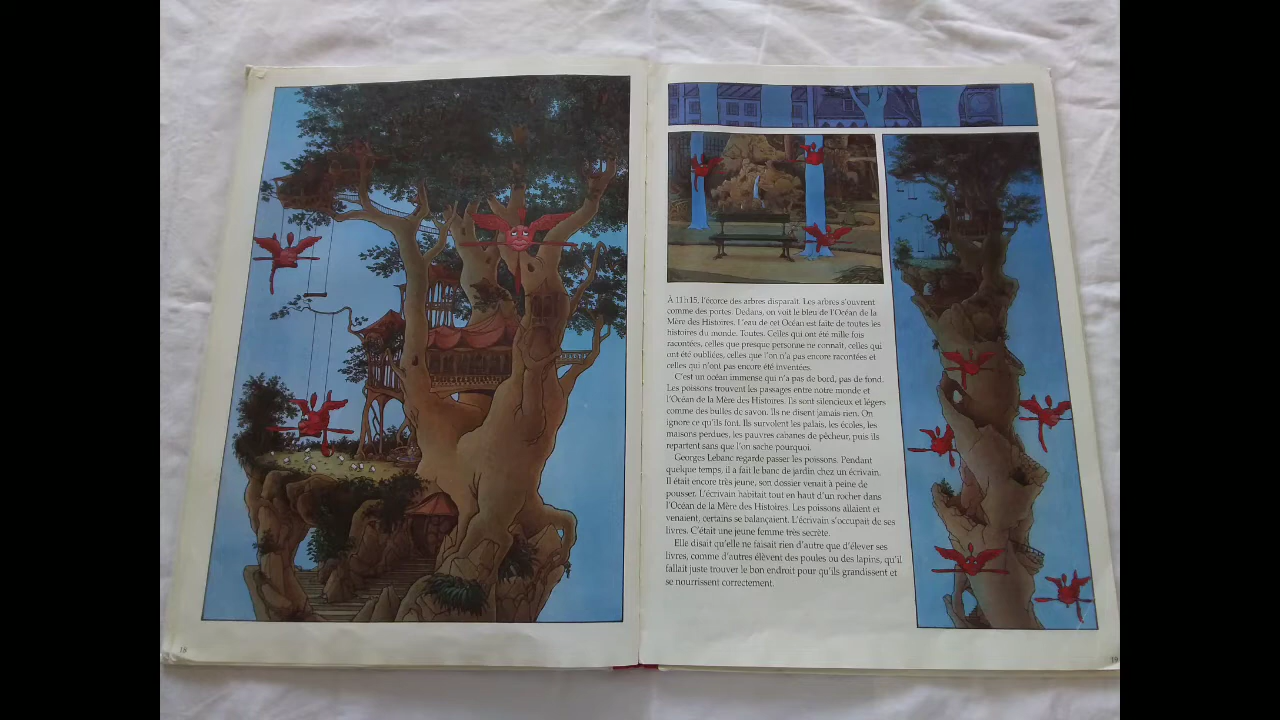 À 11h15, l'écorce des arbres disparaît. Les arbres s'ouvrent
comme des portes. Dedans, on voit le bleu de l'Océan de la
Mère des Histoires. L'eau de cet Océan est faite de toutes les
histoires du monde. Toutes. Celles qui ont été mille fois
racontées, celles que presque personne ne connaît, celles qui
ont été oubliées, celles que l'on n'a pas encore racontées et
celles qui n'ont pas encore été inventées.
C'est un océan immense qui n'a pas de bord, pas de fond.
Les poissons trouvent les passages entre notre monde et
l'Océan de la Mère des Histoires. Ils sont silencieux et légers
comme des bulles de savon. Ils ne disent jamais rien. On
ignore ce qu'ils font. Ils survolent les palais, les écoles, les
maisons perdues, les pauvres cabanes de pêcheur, puis ils
repartent sans que l'on sache pourquoi.
Georges Lebanc regarde passer les poissons. Pendant
quelque temps, il a fait le banc de jardin chez un écrivain.
Il était encore très jeune, son dossier venait à peine de
pousser. L'écrivain habitait tout en haut d'un rocher dans
l'Océan de la Mère des Histoires. Les poissons allaient et
venaient, certains se balançaient. L'écrivain s'occupait de ses
livres. C'était une jeune femme très secrète.
Elle disait qu'elle ne faisait rien d'autre que d'élever ses
livres, comme d'autres élèvent des poules ou des lapins, qu'il
fallait juste trouver le bon endroit pour qu'ils grandissent et
se nourrissent correctement.
18
19